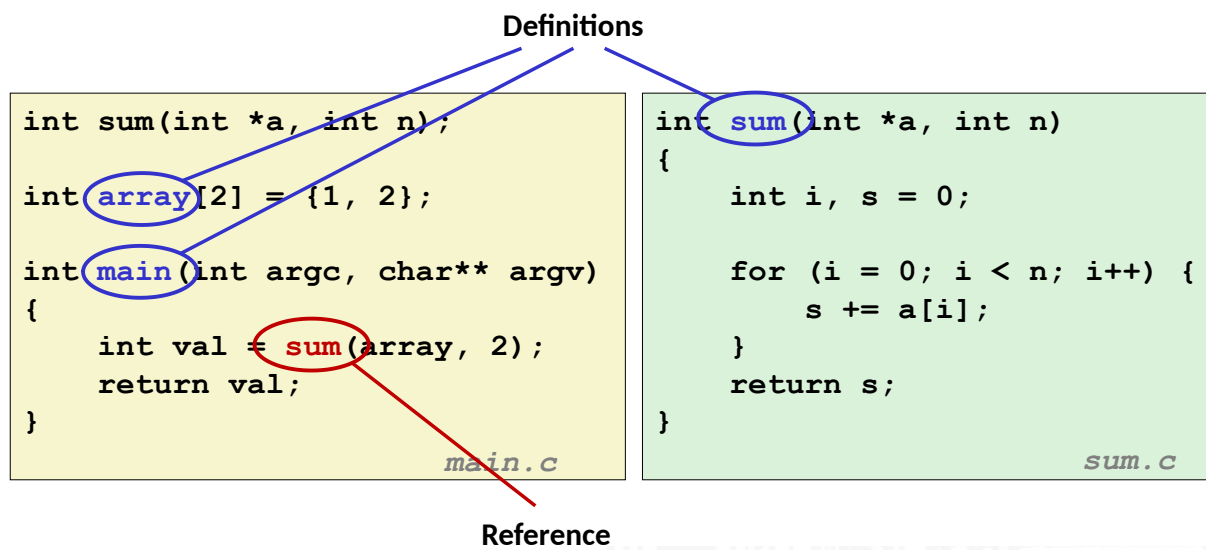 Definitions
int sum(int *a, int n);
int array[2] = {1, 2};
int main(int argc, char** argv)
{
    int val = sum(array, 2);
    return val;
}
main.c
int sum(int *a, int n)
{
    int i, s = 0;
    for (i = 0; i < n; i++) {
        s += a[i];
    }
    return s;
}
sum.c
Reference